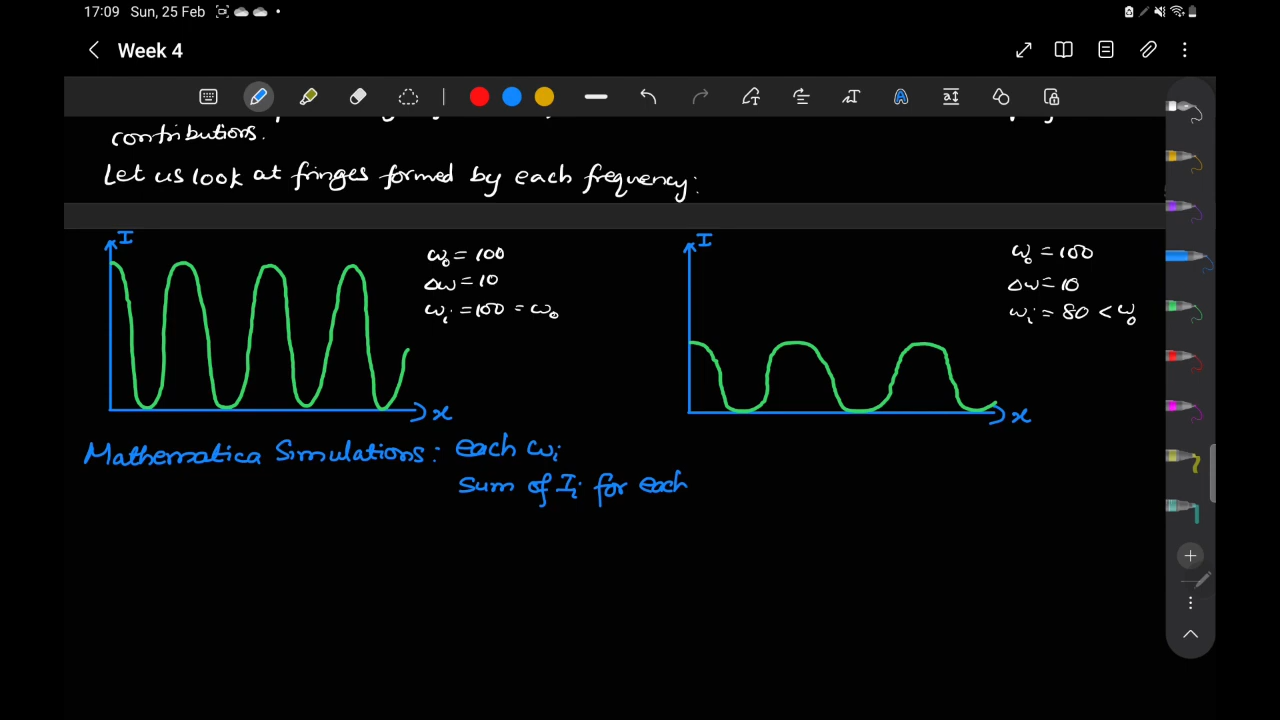 17:09 Sun, 25 Feb
Week 4
contributions.
Let us look at fringes formed by each frequency:
I
ω₀ = 100
Δω = 10
ωᵢ = 100 = ω₀
x
I
ω₀ = 100
Δω = 10
ωᵢ = 80 < ω₀
x
Mathematica Simulations: each ωᵢ
sum of Iᵢ for each